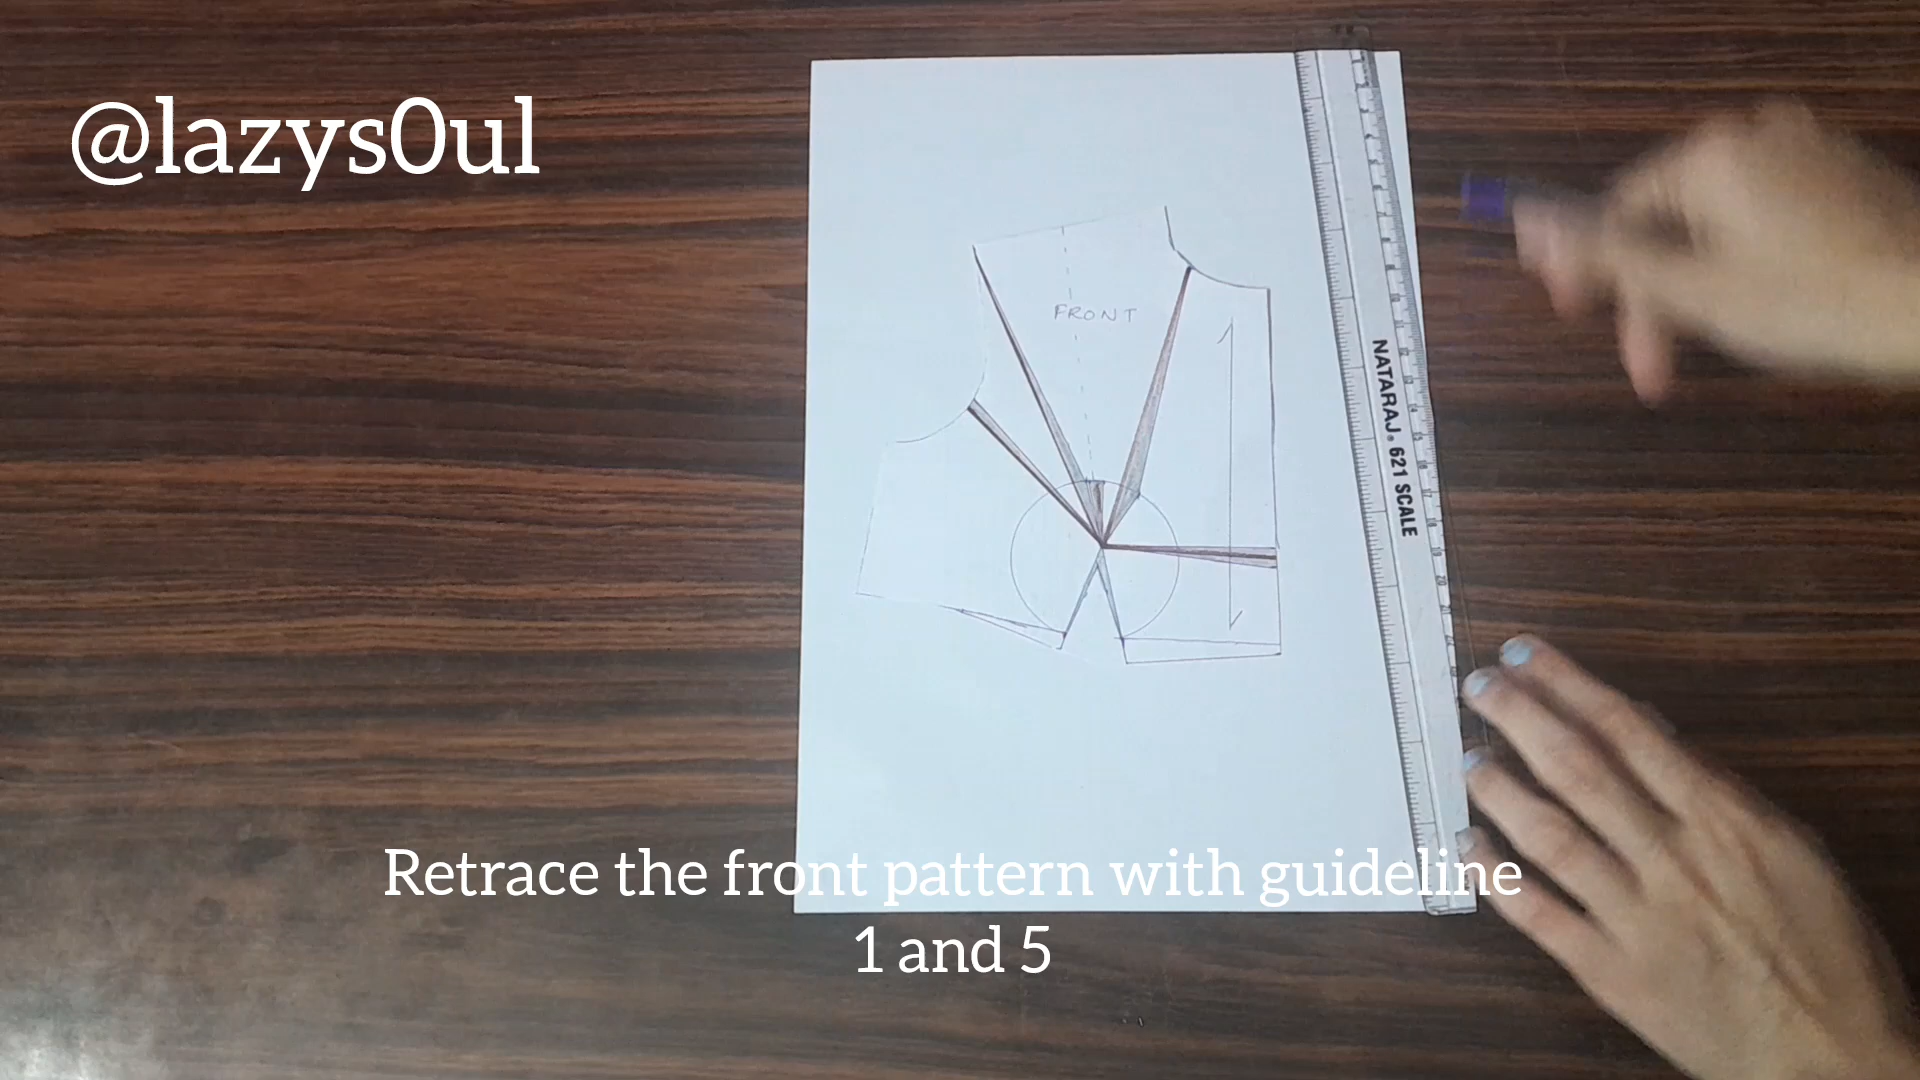 @lazys0ul
FRONT
NATARAJ® 621 SCALE
Retrace the front pattern with guideline
1 and 5